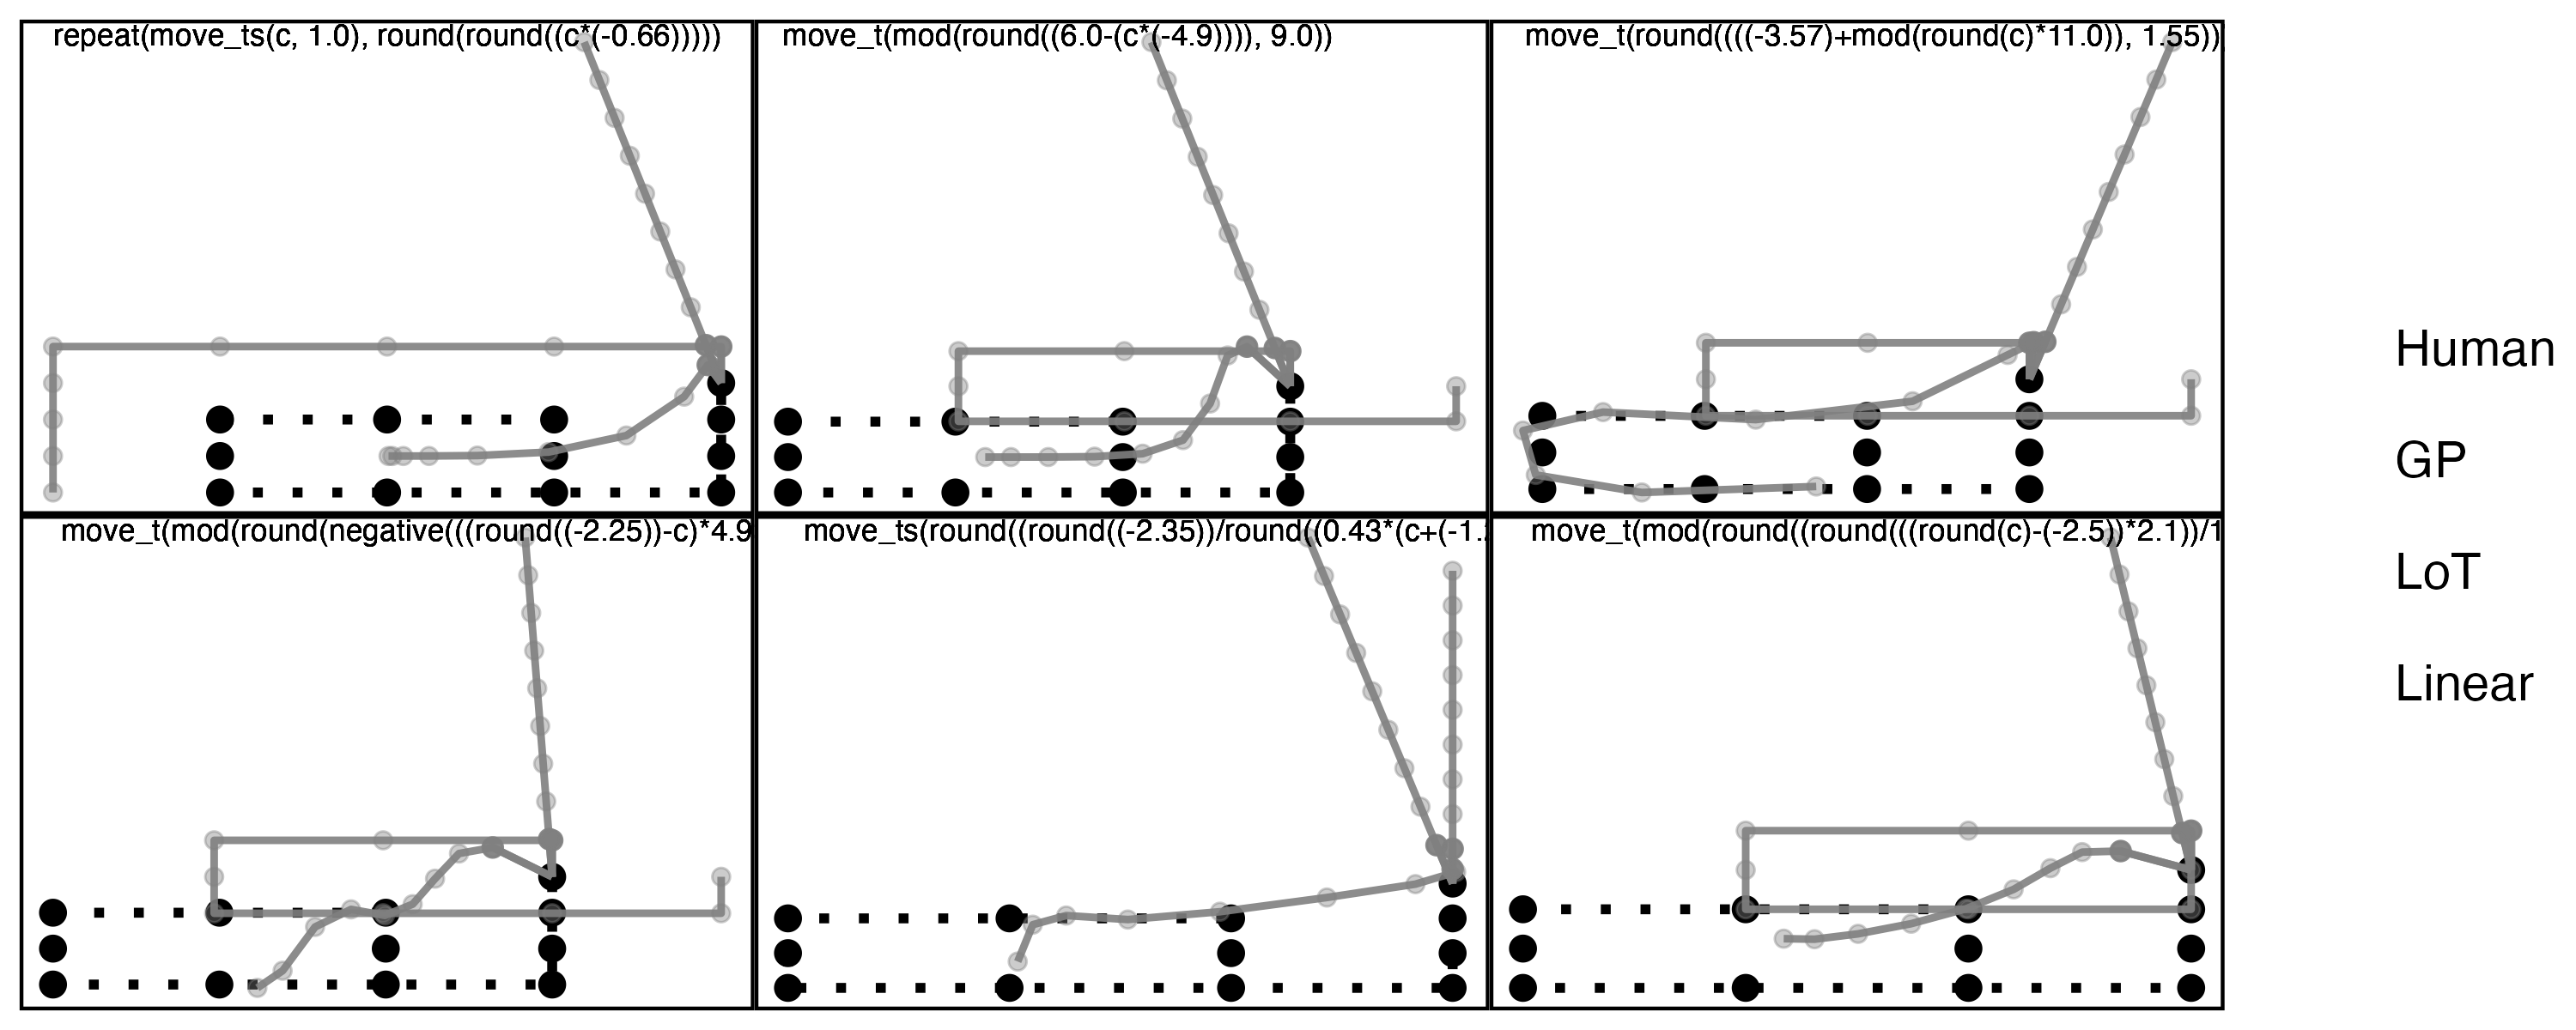 repeat(move_ts(c, 1.0), round(round((c*(-0.66)))))
move_t(mod(round((6.0-(c*(-4.9)))), 9.0))
move_t(round((((-3.57)+mod(round(c)*11.0)), 1.55))
move_t(mod(round(negative(((round((-2.25))-c)*4.9
move_ts(round((round((-2.35))/round((0.43*(c+(-1.
move_t(mod(round((round(((round(c)-(-2.5))*2.1))/1
Human
GP
LoT
Linear